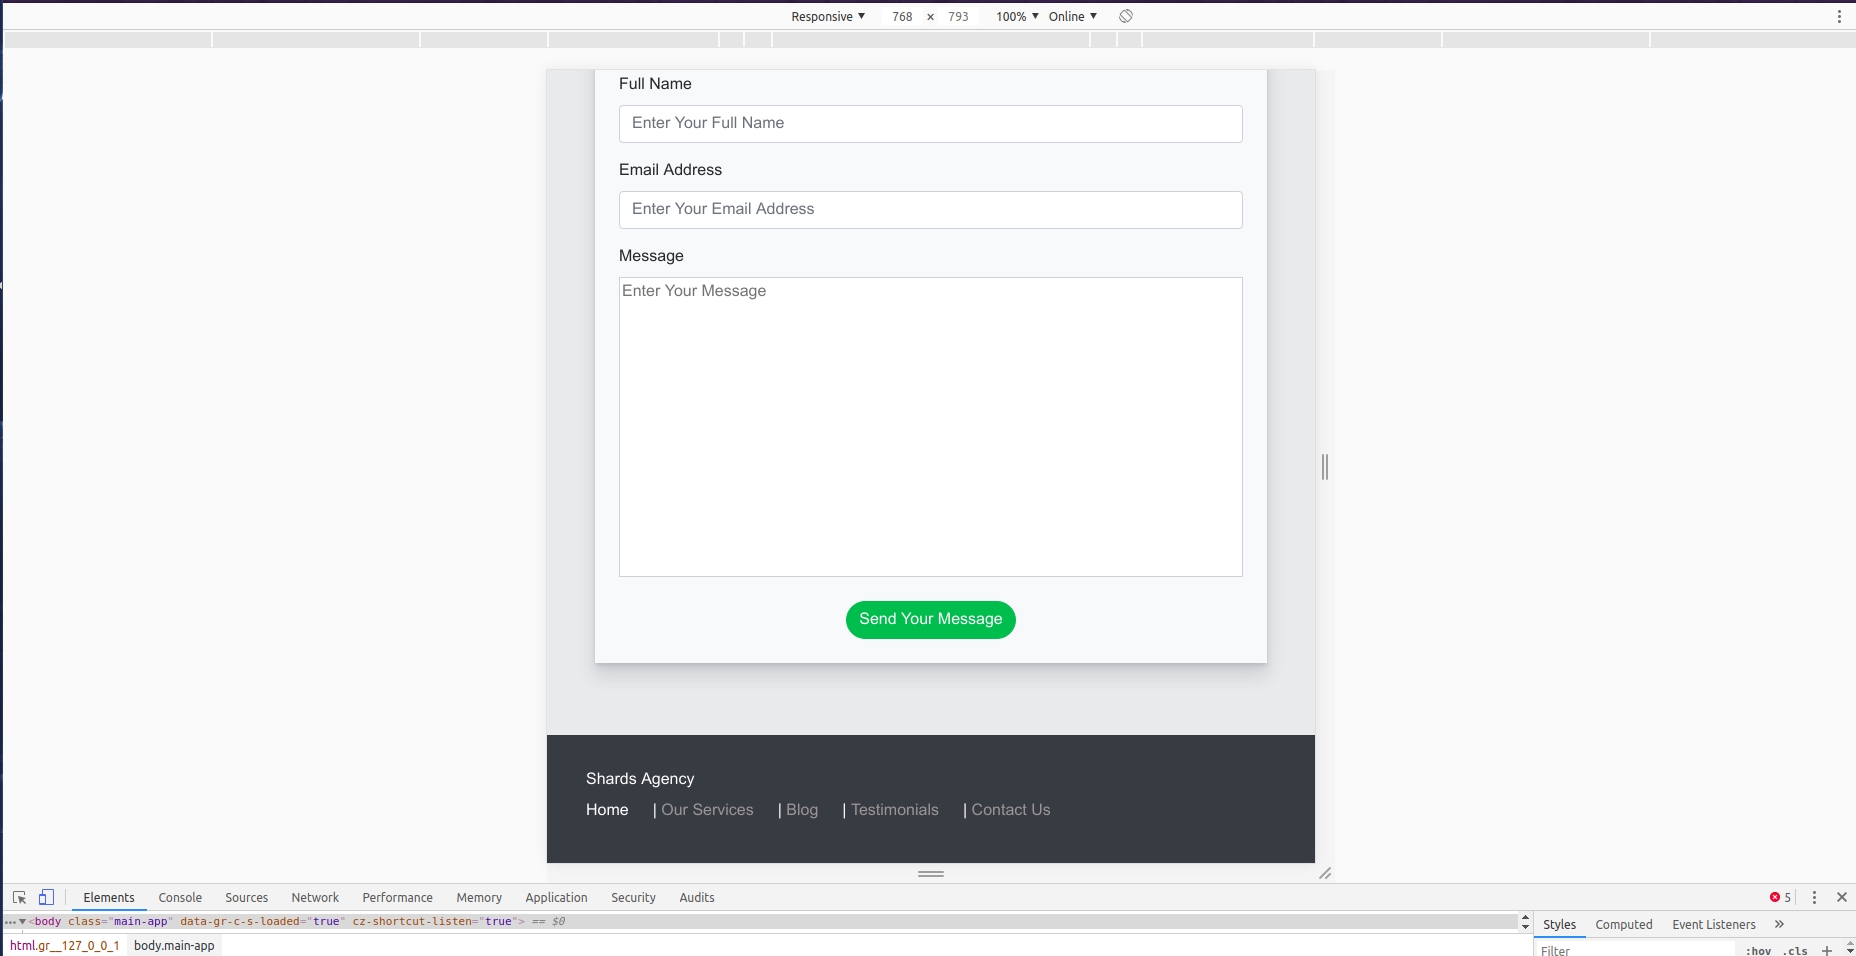 Responsive ▼ 768 × 793 100% ▼ Online ▼
Full Name
Enter Your Full Name
Email Address
Enter Your Email Address
Message
Enter Your Message
Send Your Message
Shards Agency
Home | Our Services | Blog | Testimonials | Contact Us
Elements Console Sources Network Performance Memory Application Security Audits 5
<body class="main-app" data-gr-c-s-loaded="true" cz-shortcut-listen="true"> == $0
Styles Computed Event Listeners »
html.gr__127_0_0_1 body.main-app
Filter :hov .cls +